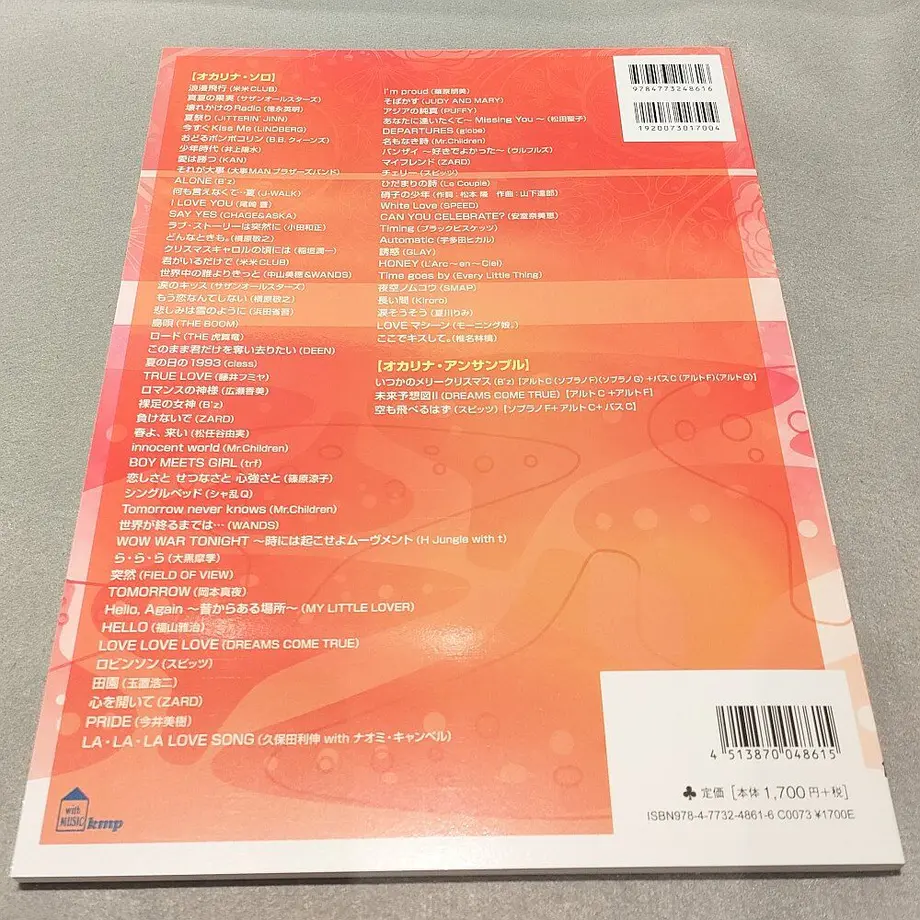 【オカリナ・ソロ】
浪漫飛行(米米CLUB)
真夏の果実(サザンオールスターズ)
壊れかけのRadio(徳永英明)
夏祭り(JITTERIN' JINN)
今すぐKiss Me(LINDBERG)
おどるポンポコリン(B.B.クィーンズ)
少年時代(井上陽水)
愛は勝つ(KAN)
それが大事(大事MANブラザーズバンド)
ALONE(B'z)
何も言えなくて…夏(J-WALK)
I LOVE YOU(尾崎 豊)
SAY YES(CHAGE&ASKA)
ラブ・ストーリーは突然に(小田和正)
どんなときも。(槇原敬之)
クリスマスキャロルの頃には(稲垣潤一)
君がいるだけで(米米CLUB)
世界中の誰よりきっと(中山美穂&WANDS)
涙のキッス(サザンオールスターズ)
もう恋なんてしない(槇原敬之)
悲しみは雪のように(浜田省吾)
島唄(THE BOOM)
ロード(THE 虎舞竜)
このまま君だけを奪い去りたい(DEEN)
夏の日の1993(class)
TRUE LOVE(藤井フミヤ)
ロマンスの神様(広瀬香美)
裸足の女神(B'z)
負けないで(ZARD)
春よ、来い(松任谷由実)
innocent world(Mr.Children)
BOY MEETS GIRL(trf)
恋しさと せつなさと 心強さと(篠原涼子)
シングルベッド(シャ乱Q)
Tomorrow never knows(Mr.Children)
世界が終るまでは…(WANDS)
WOW WAR TONIGHT 〜時には起こせよムーヴメント(H Jungle with t)
ら・ら・ら(大黒摩季)
突然(FIELD OF VIEW)
TOMORROW(岡本真夜)
Hello, Again 〜昔からある場所〜(MY LITTLE LOVER)
HELLO(福山雅治)
LOVE LOVE LOVE(DREAMS COME TRUE)
ロビンソン(スピッツ)
田園(玉置浩二)
心を開いて(ZARD)
PRIDE(今井美樹)
LA・LA・LA LOVE SONG(久保田利伸 with ナオミ・キャンベル)
I'm proud(華原朋美)
そばかす(JUDY AND MARY)
アジアの純真(PUFFY)
あなたに逢いたくて〜 Missing You 〜(松田聖子)
DEPARTURES(globe)
名もなき詩(Mr.Children)
バンザイ 〜好きでよかった〜(ウルフルズ)
マイフレンド(ZARD)
チェリー(スピッツ)
ひだまりの詩(Le Couple)
硝子の少年(作詞：松本 隆 作曲：山下達郎)
White Love(SPEED)
CAN YOU CELEBRATE?(安室奈美恵)
Timing(ブラックビスケッツ)
Automatic(宇多田ヒカル)
誘惑(GLAY)
HONEY(L'Arc〜en〜Ciel)
Time goes by(Every Little Thing)
夜空ノムコウ(SMAP)
長い間(Kiroro)
涙そうそう(夏川りみ)
LOVEマシーン(モーニング娘。)
ここでキスして。(椎名林檎)
【オカリナ・アンサンブル】
いつかのメリークリスマス(B'z)【アルトC(ソプラノF)(ソプラノG)+バスC(アルトF)(アルトG)】
未来予想図II(DREAMS COME TRUE)【アルトC+アルトF】
空も飛べるはず(スピッツ)【ソプラノF+アルトC+バスC】
9784773248616
1920073017004
4 513870 048615
♣ 定価 [本体 1,700 円+税]
ISBN978-4-7732-4861-6 C0073 ¥1700E
with MUSIC
kmp